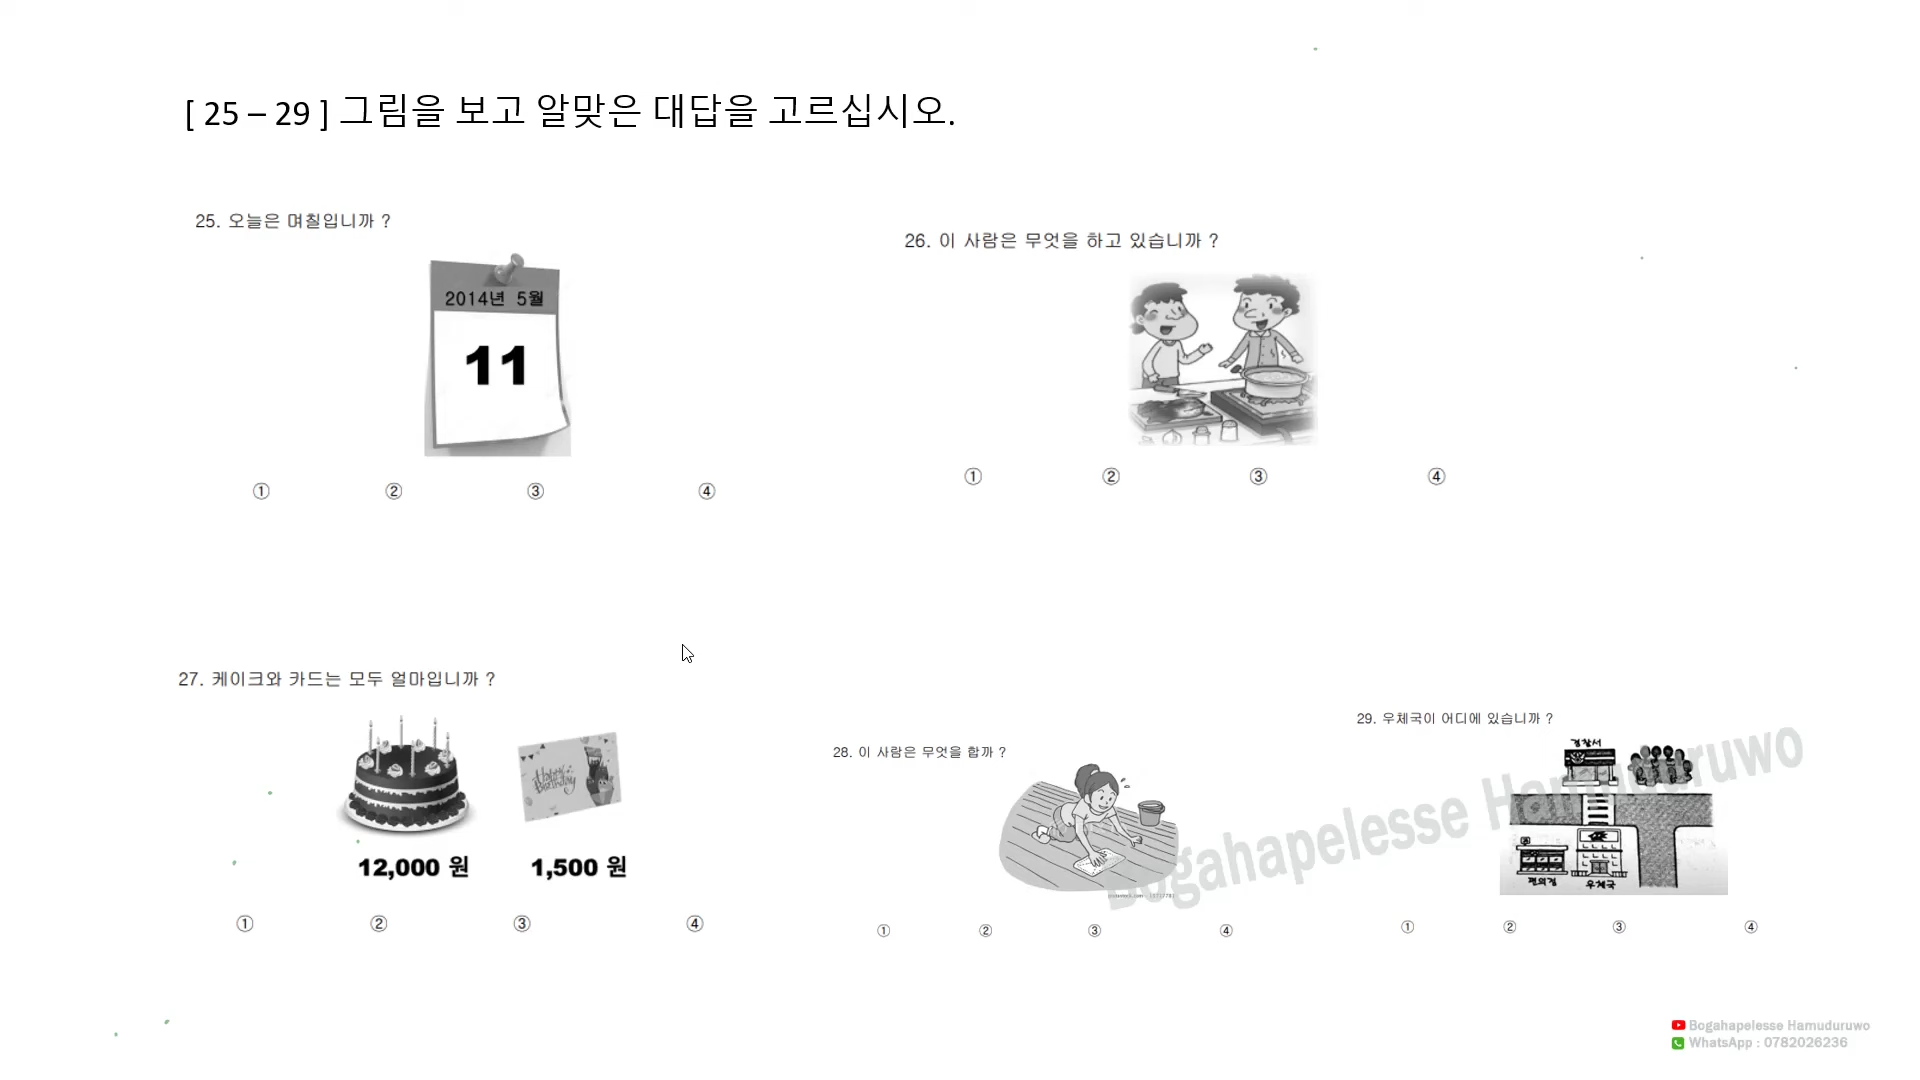 [ 25 – 29 ] 그림을 보고 알맞은 대답을 고르십시오.
25. 오늘은 며칠입니까 ?
2014년 5월
11
① ② ③ ④
26. 이 사람은 무엇을 하고 있습니까 ?
① ② ③ ④
27. 케이크와 카드는 모두 얼마입니까 ?
Happy
Birthday
12,000 원 1,500 원
① ② ③ ④
28. 이 사람은 무엇을 합까 ?
① ② ③ ④
29. 우체국이 어디에 있습니까 ?
경찰서
편의점 우체국
① ② ③ ④
Bogahapelesse Hamuduruwo
Bogahapelesse Hamuduruwo
WhatsApp : 0782026236